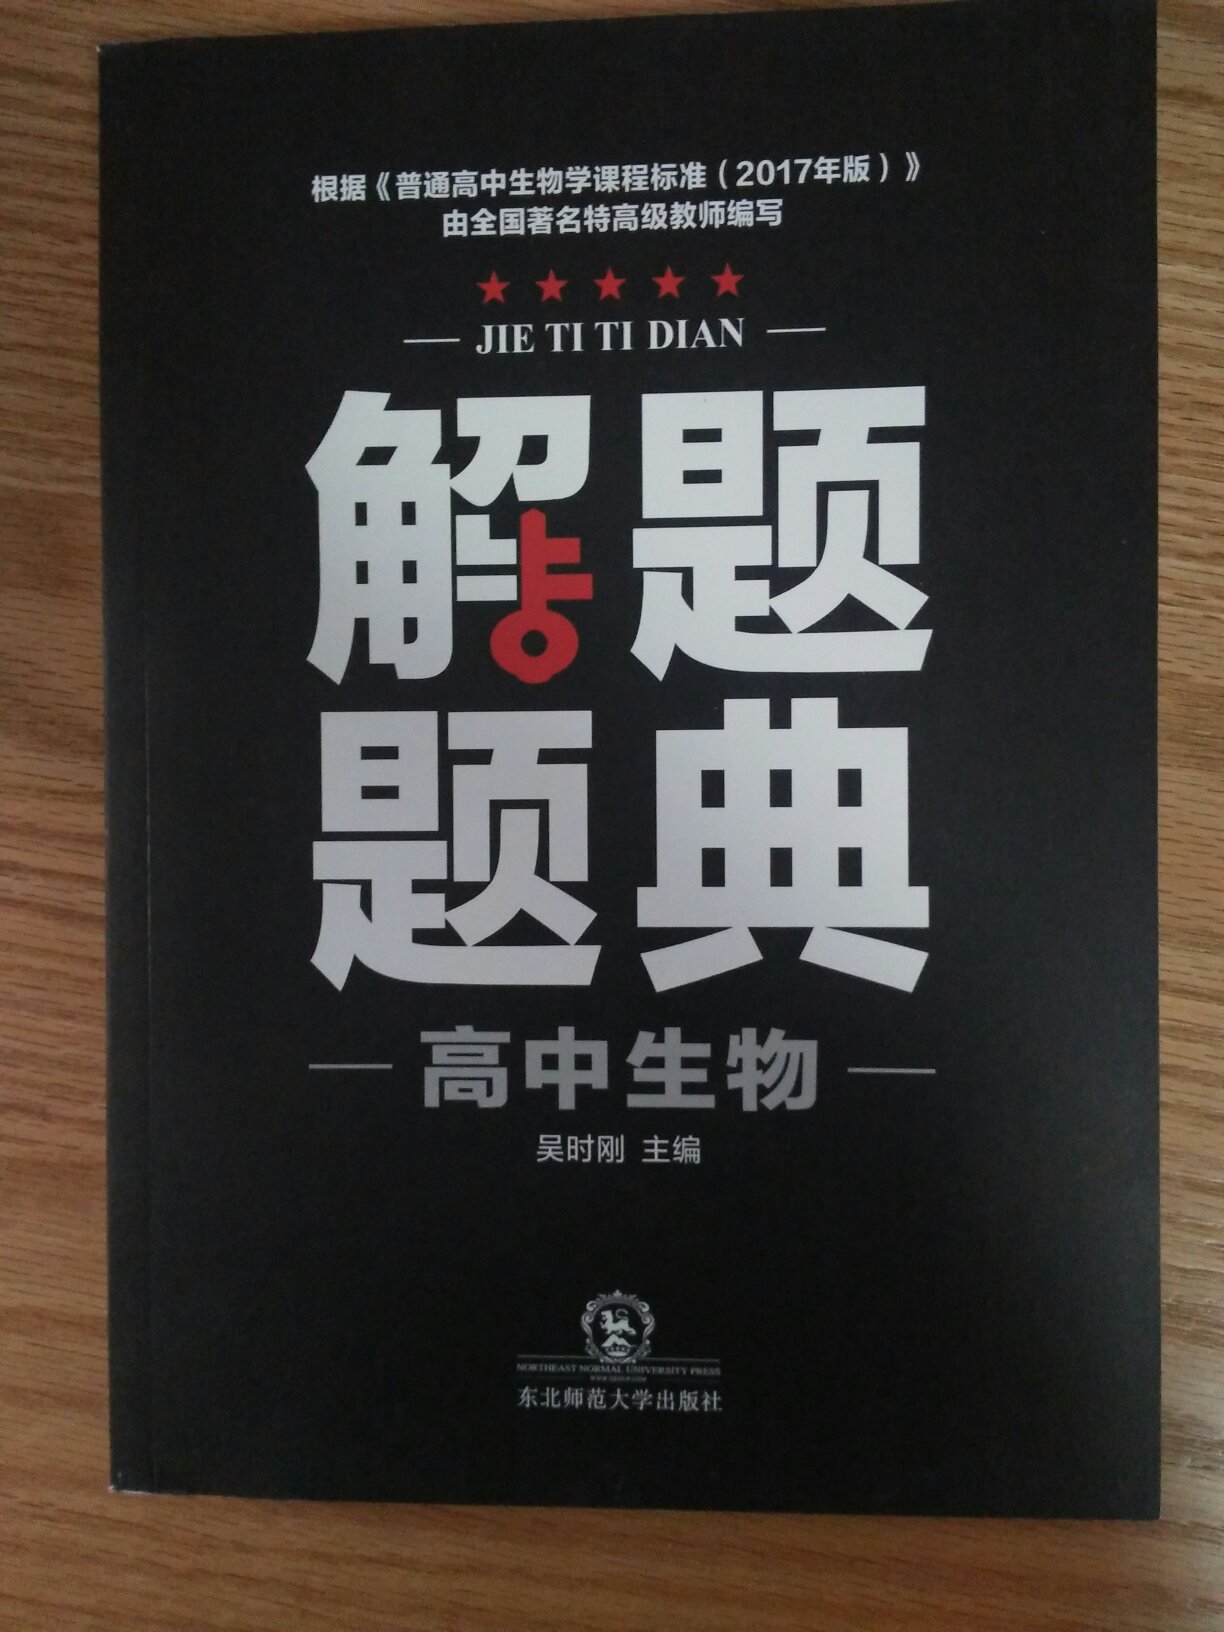 根据《普通高中生物学课程标准（2017年版）》
由全国著名特高级教师编写
JIE TI TI DIAN
解题
题典
高中生物
吴时刚 主编
NORTHEAST NORMAL UNIVERSITY PRESS
东北师范大学出版社